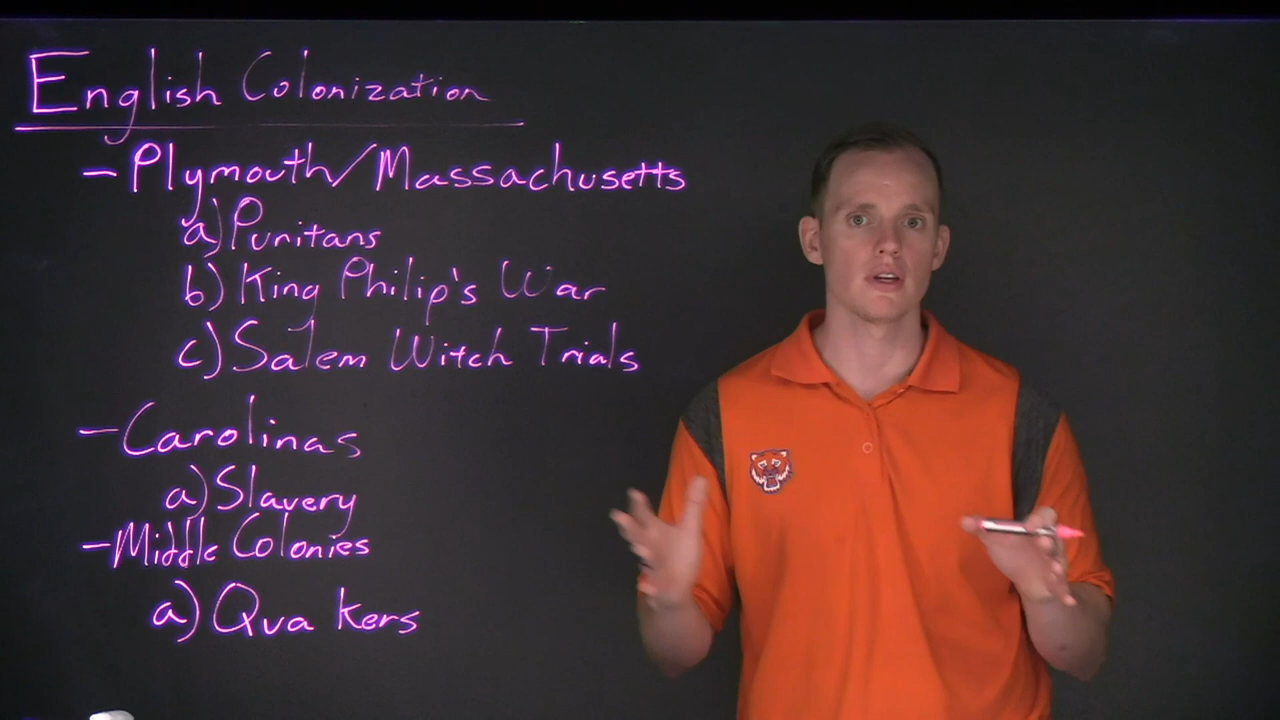 English Colonization
- Plymouth/Massachusetts
a) Puritans
b) King Philip's War
c) Salem Witch Trials
- Carolinas
a) Slavery
- Middle Colonies
a) Quakers